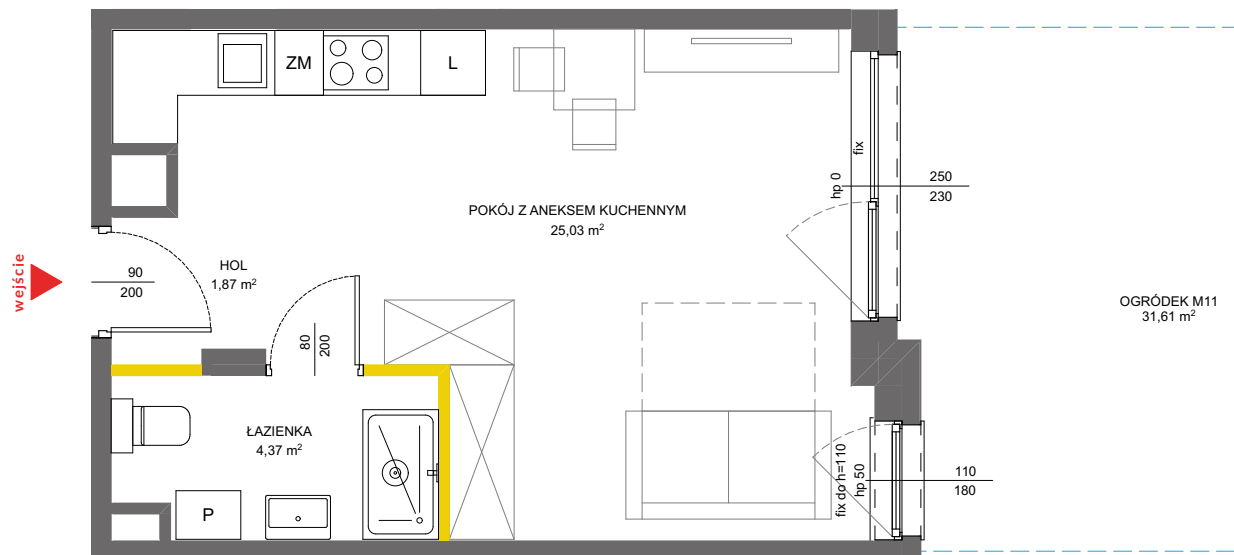 ZM
L
fix
hp 0
250
230
POKÓJ Z ANEKSEM KUCHENNYM
25,03 m²
wejście
90
200
HOL
1,87 m²
80
200
OGRÓDEK M11
31,61 m²
ŁAZIENKA
4,37 m²
fix do h=110
hp 50
110
180
P